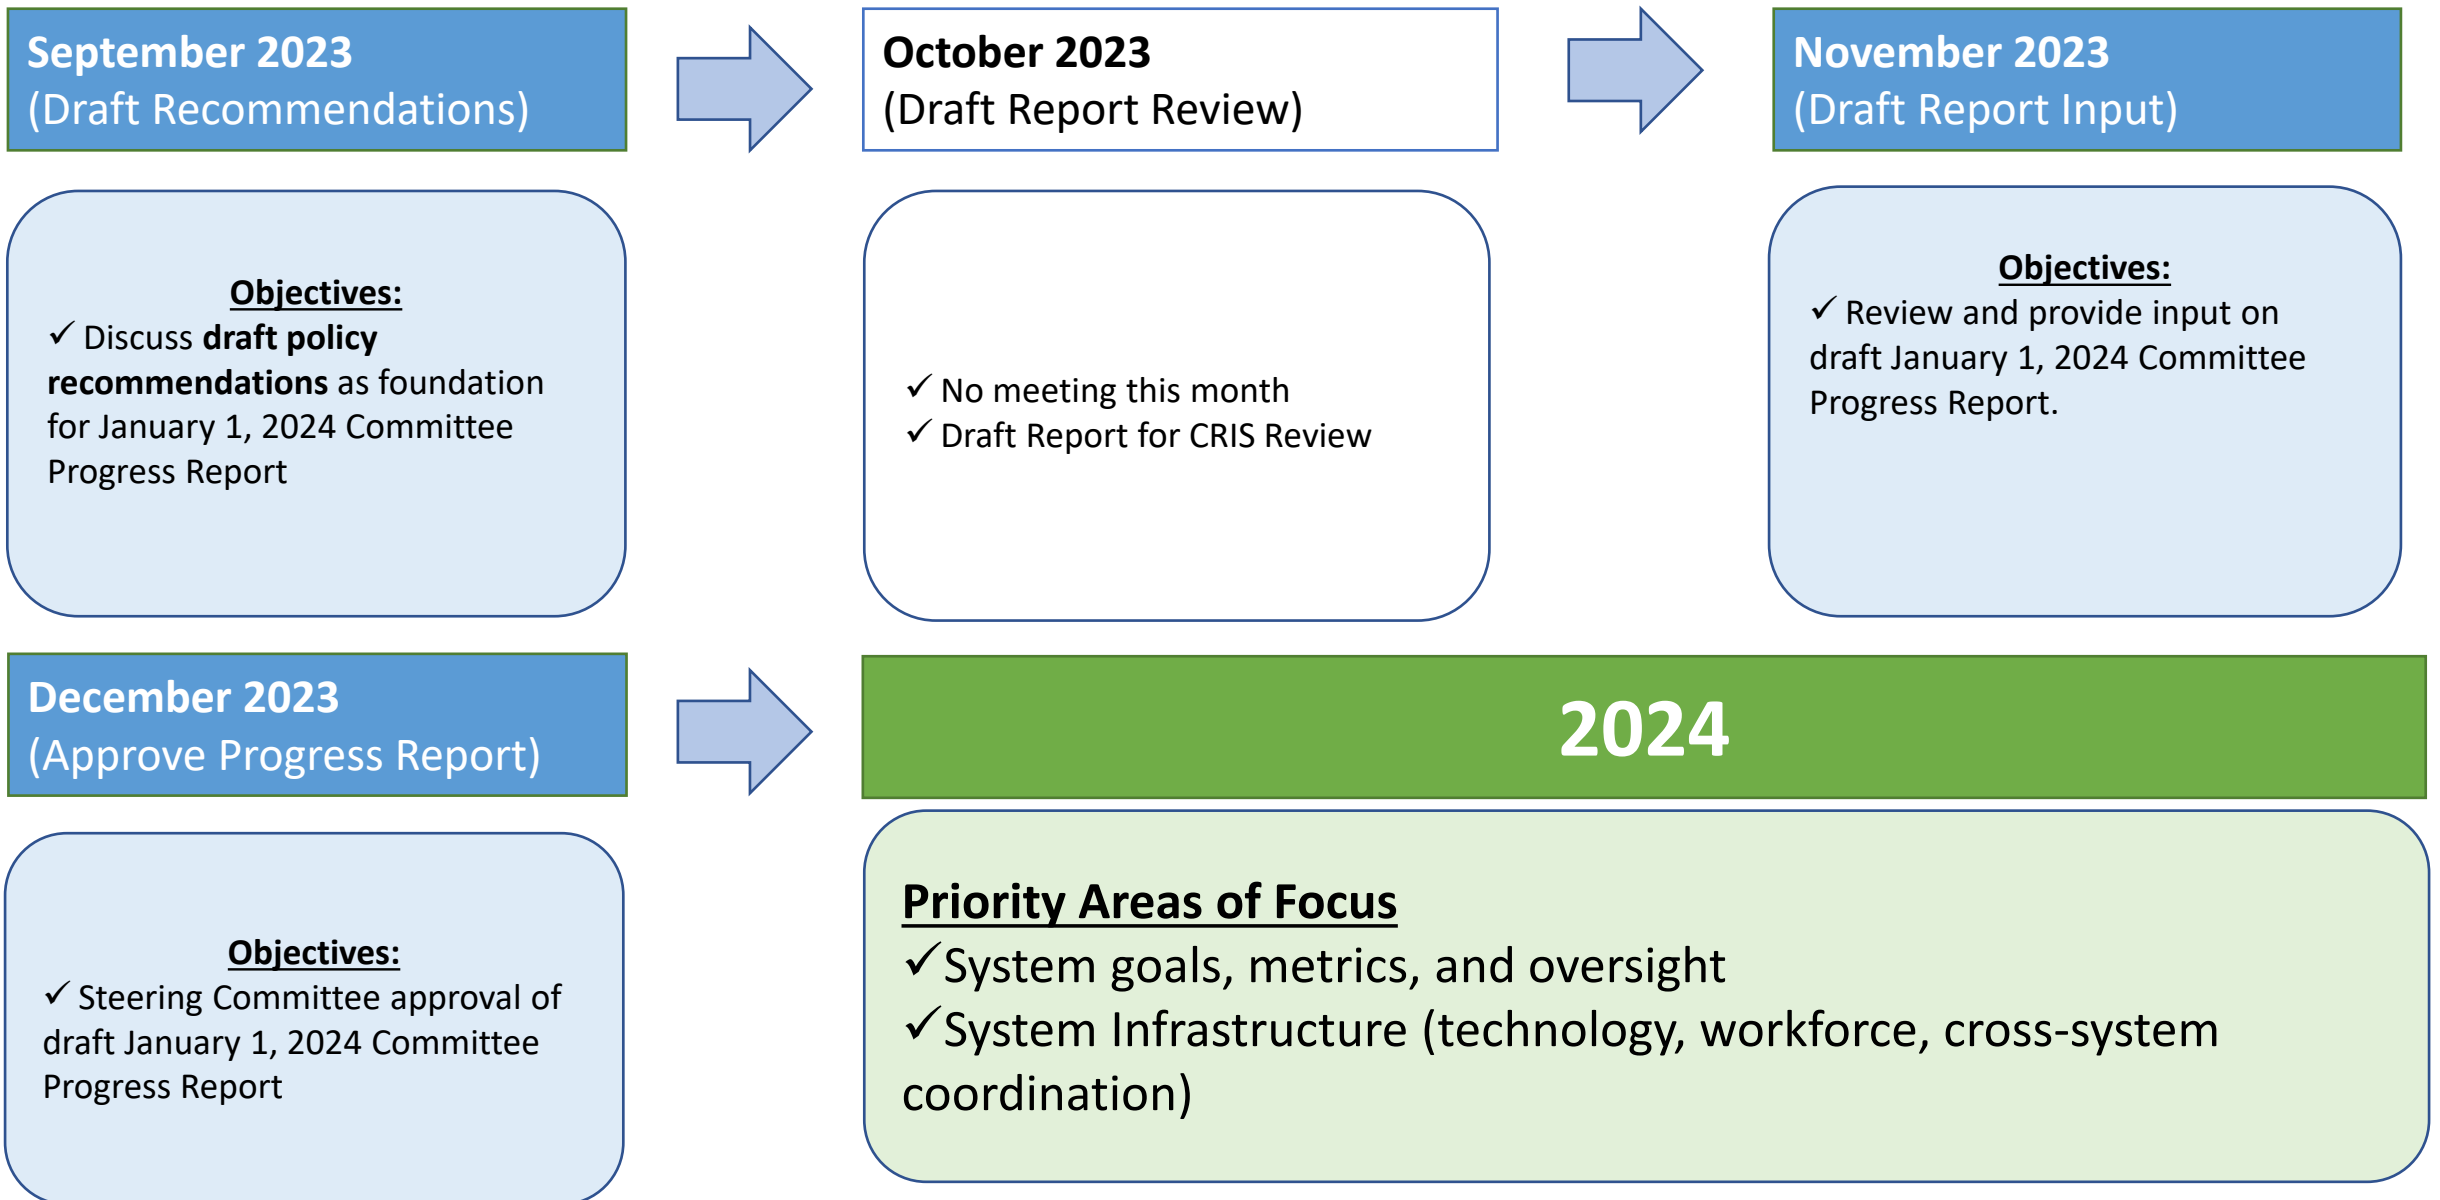 September 2023
(Draft Recommendations)
October 2023
(Draft Report Review)
November 2023
(Draft Report Input)
Objectives:
✓ Discuss draft policy
recommendations as foundation
for January 1, 2024 Committee
Progress Report
✓ No meeting this month
✓ Draft Report for CRIS Review
Objectives:
✓ Review and provide input on
draft January 1, 2024 Committee
Progress Report.
December 2023
(Approve Progress Report)
2024
Objectives:
✓ Steering Committee approval of
draft January 1, 2024 Committee
Progress Report
Priority Areas of Focus
✓System goals, metrics, and oversight
✓System Infrastructure (technology, workforce, cross-system
coordination)